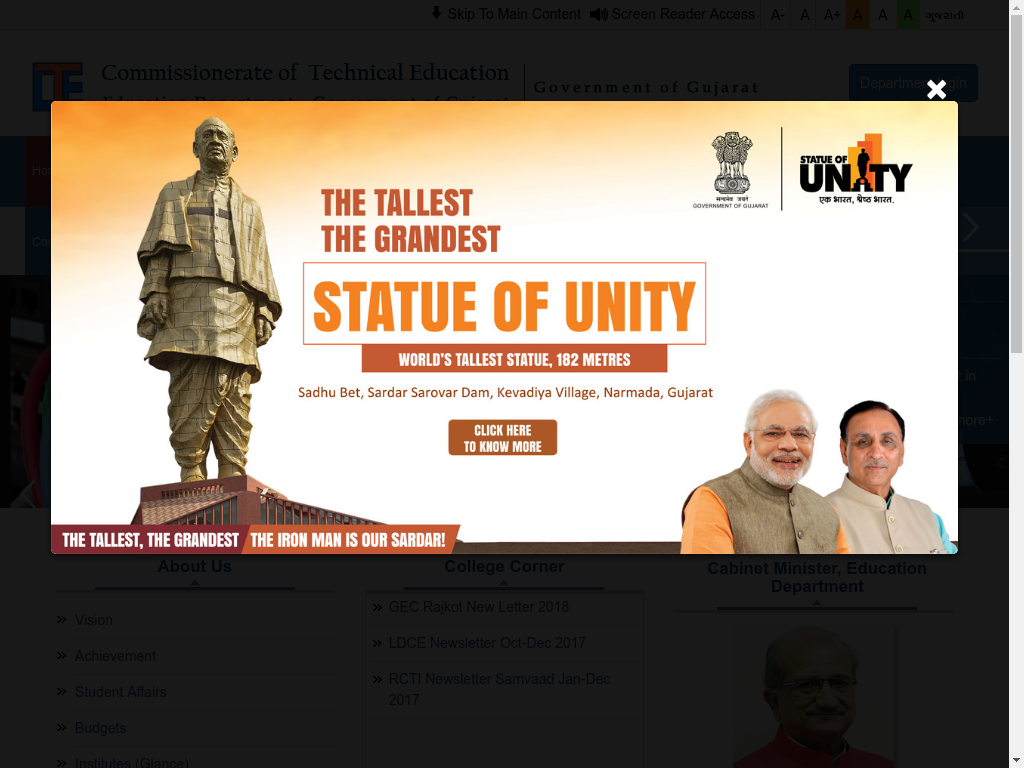 Skip To Main Content
Screen Reader Access
A-
A
A+
A
A
A
ગુજરાતી
Commissionerate of Technical Education
Government of Gujarat
Department Login
THE TALLEST
THE GRANDEST
STATUE OF UNITY
WORLD'S TALLEST STATUE, 182 METRES
Sadhu Bet, Sardar Sarovar Dam, Kevadiya Village, Narmada, Gujarat
CLICK HERE
TO KNOW MORE
सत्यमेव जयते
GOVERNMENT OF GUJARAT
STATUE OF
UNITY
एक भारत, श्रेष्ठ भारत.
THE TALLEST, THE GRANDEST
THE IRON MAN IS OUR SARDAR!
more+
About Us
Vision
Achievement
Student Affairs
Budgets
Institutes (Glance)
College Corner
GEC Rajkot New Letter 2018
LDCE Newsletter Oct-Dec 2017
RCTI Newsletter Samvaad Jan-Dec
2017
Cabinet Minister, Education
Department